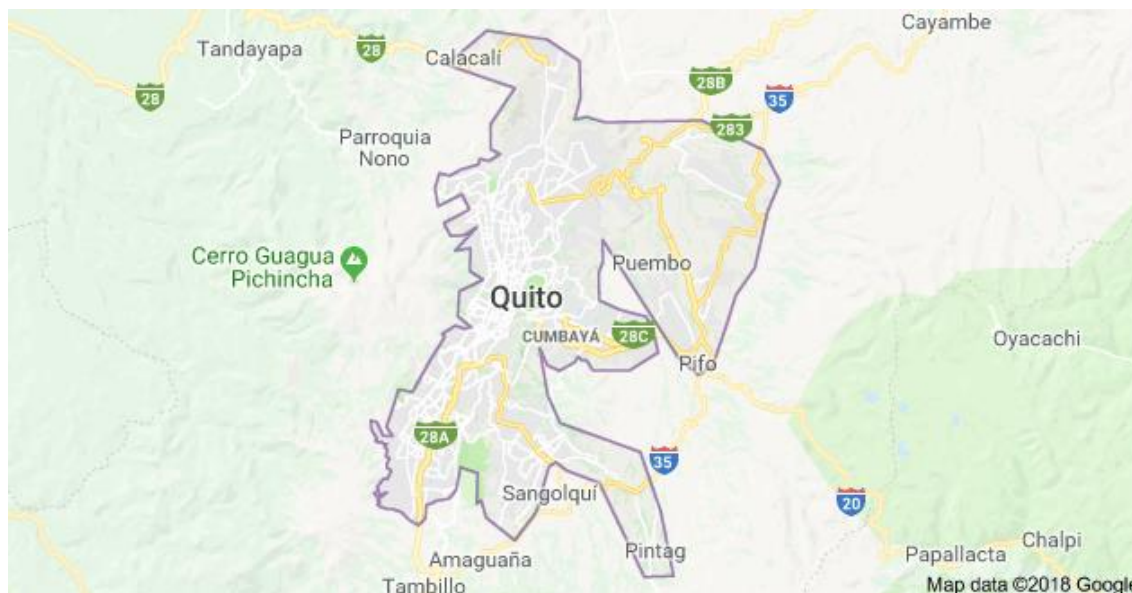 Cayambe
Tandayapa
28
Calacalí
28
28B
35
283
Parroquia
Nono
Cerro Guagua
Pichincha
Puembo
Quito
CUMBAYÁ
28C
Oyacachi
Pifo
28A
35
Sangolquí
20
Amaguaña
Pintag
Papallacta
Chalpi
Tambillo
Map data ©2018 Google